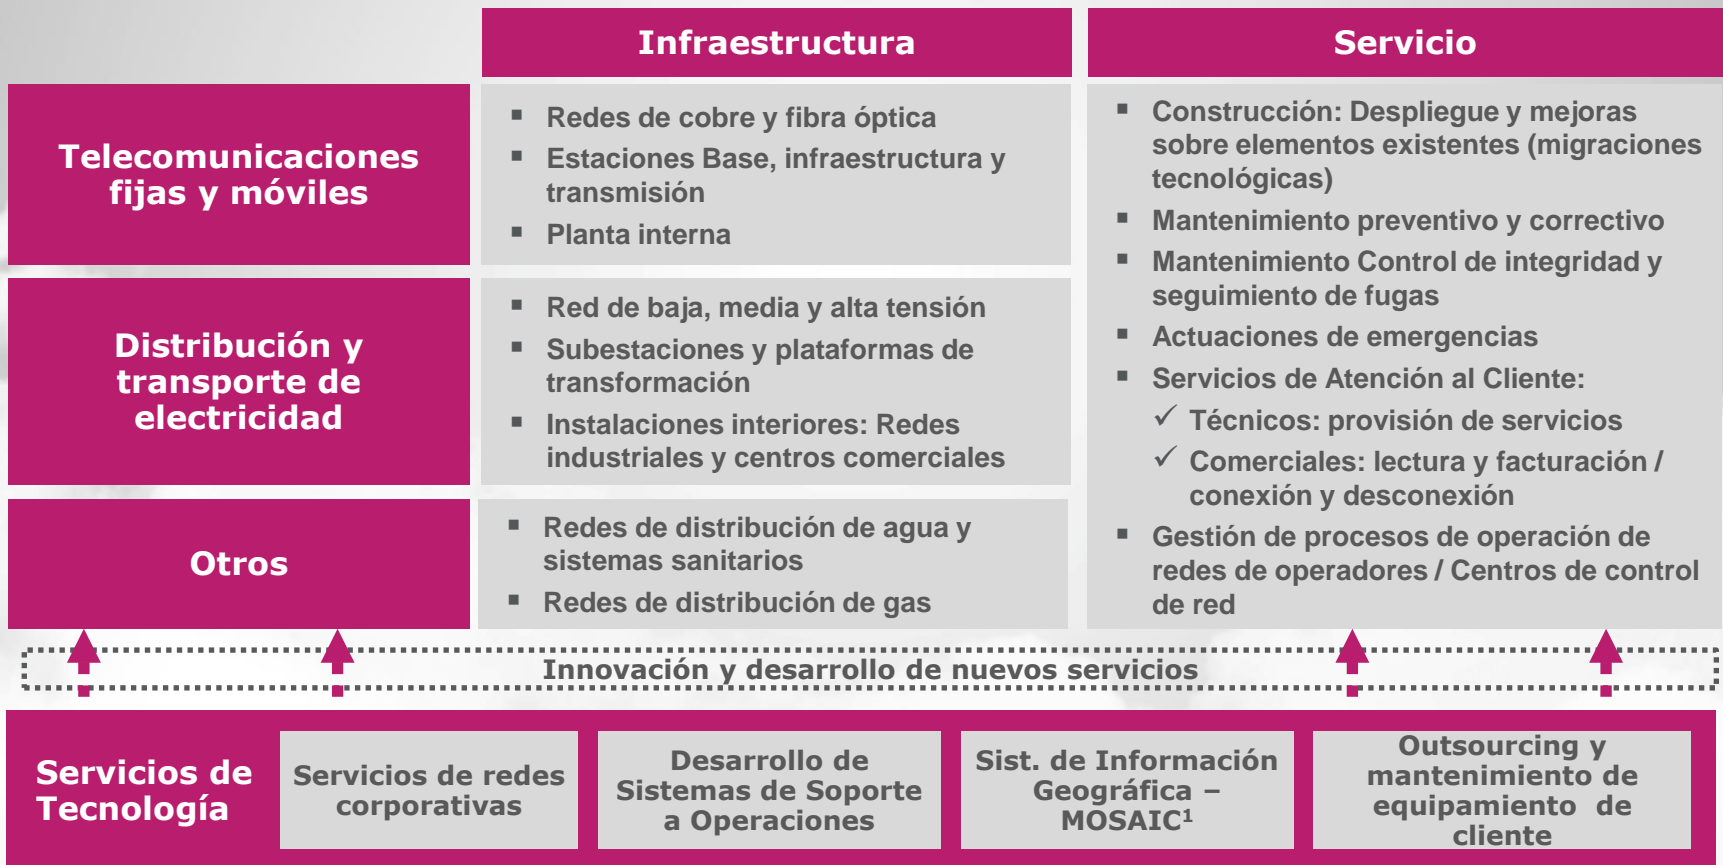 Infraestructura
Servicio
Telecomunicaciones
fijas y móviles
▪ Redes de cobre y fibra óptica
▪ Estaciones Base, infraestructura y
transmisión
▪ Planta interna
Distribución y
transporte de
electricidad
▪ Red de baja, media y alta tensión
▪ Subestaciones y plataformas de
transformación
▪ Instalaciones interiores: Redes
industriales y centros comerciales
Otros
▪ Redes de distribución de agua y
sistemas sanitarios
▪ Redes de distribución de gas
▪ Construcción: Despliegue y mejoras
sobre elementos existentes (migraciones
tecnológicas)
▪ Mantenimiento preventivo y correctivo
▪ Mantenimiento Control de integridad y
seguimiento de fugas
▪ Actuaciones de emergencias
▪ Servicios de Atención al Cliente:
✓ Técnicos: provisión de servicios
✓ Comerciales: lectura y facturación /
conexión y desconexión
▪ Gestión de procesos de operación de
redes de operadores / Centros de control
de red
Innovación y desarrollo de nuevos servicios
Servicios de
Tecnología
Servicios de redes
corporativas
Desarrollo de
Sistemas de Soporte
a Operaciones
Sist. de Información
Geográfica –
MOSAIC¹
Outsourcing y
mantenimiento de
equipamiento de
cliente